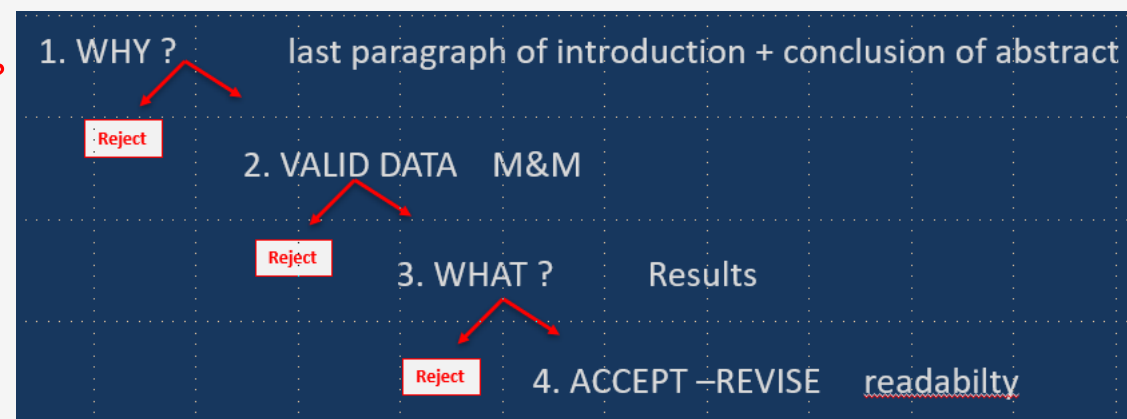 1. WHY ? last paragraph of introduction + conclusion of abstract
Reject
2. VALID DATA M&M
Reject
3. WHAT ? Results
Reject
4. ACCEPT –REVISE readabilty